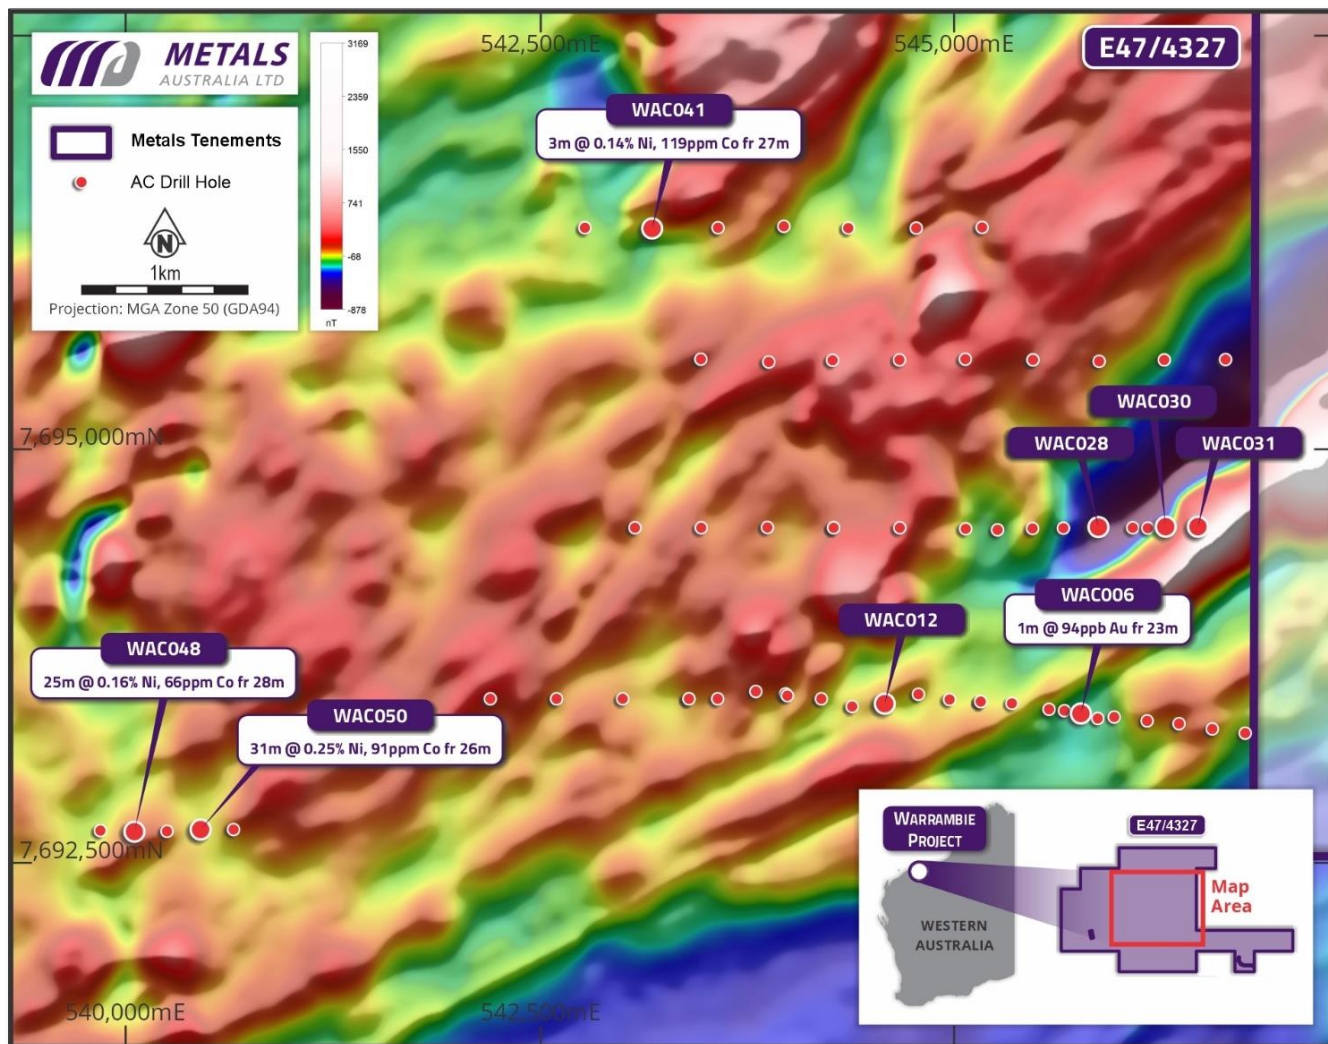 METALS
AUSTRALIA LTD
Metals Tenements
AC Drill Hole
N
1km
Projection: MGA Zone 50 (GDA94)
3169
2359
1550
741
-68
-878
nT
542,500mE
545,000mE
E47/4327
WAC041
3m @ 0.14% Ni, 119ppm Co fr 27m
7,695,000mN
WAC030
WAC028
WAC031
WAC006
1m @ 94ppb Au fr 23m
WAC012
WAC048
25m @ 0.16% Ni, 66ppm Co fr 28m
WAC050
31m @ 0.25% Ni, 91ppm Co fr 26m
7,692,500mN
WARRAMBIE
PROJECT
E47/4327
Map
Area
WESTERN
AUSTRALIA
540,000mE
542,500mE